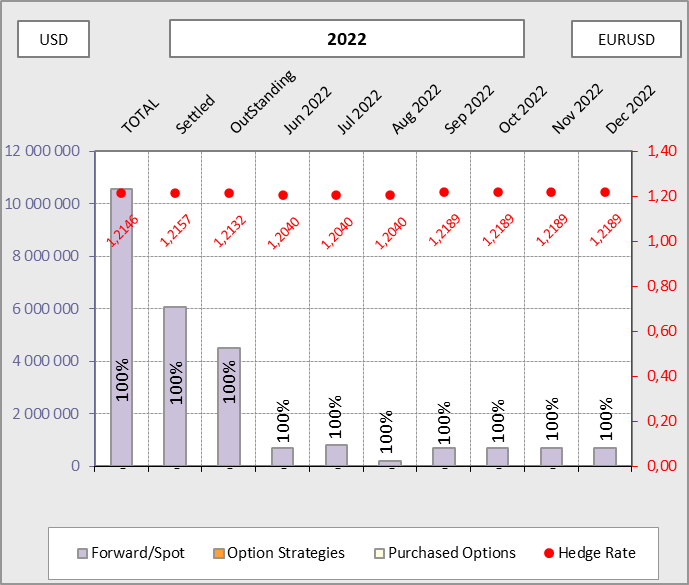 USD
2022
EURUSD
TOTAL
Settled
OutStanding
Jun 2022
Jul 2022
Aug 2022
Sep 2022
Oct 2022
Nov 2022
Dec 2022
12 000 000
10 000 000
8 000 000
6 000 000
4 000 000
2 000 000
0
1,2146
1,2157
1,2132
1,2040
1,2040
1,2040
1,2189
1,2189
1,2189
1,2189
100%
100%
100%
100%
100%
100%
100%
100%
100%
100%
1,40
1,20
1,00
0,80
0,60
0,40
0,20
0,00
Forward/Spot Option Strategies Purchased Options Hedge Rate